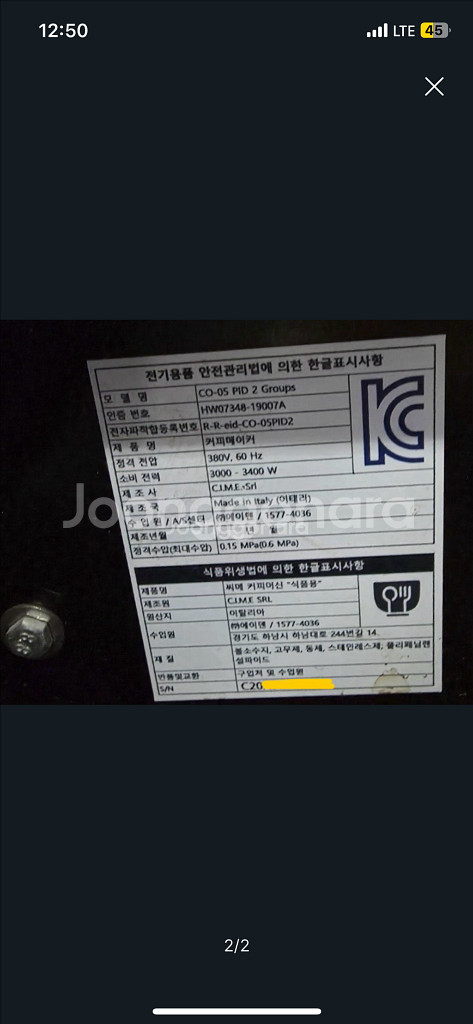 12:50
LTE 45
전기용품 안전관리법에 의한 한글표시사항
모 델 명 CO-05 PID 2 Groups
인증 번호 HW07348-19007A
전자파적합등록번호 R-R-eid-CO-05PID2
제 품 명 커피메이커
정격 전압 380V, 60 Hz
소비 전력 3000 - 3400 W
제 조 사 C.I.M.E.Srl
제 조 국 Made in Italy (이태리)
수 입 원 / A/S센터 ㈜에이덴 / 1577-4036
제조년월 년 월
정격수압(최대수압) 0.15 MPa(0.6 MPa)
KC
Joonggonara
식품위생법에 의한 한글표시사항
제품명 씨메 커피머신 "식품용"
제조원 C.I.M.E SRL
원산지 이탈리아
수입원 ㈜에이덴 / 1577-4036
경기도 하남시 하남대로 244번길 14.
재 질 불소수지, 고무제, 동제, 스테인레스제, 폴리페닐렌
설파이드
반품및교환 구입처 및 수입원
S/N C20
2/2